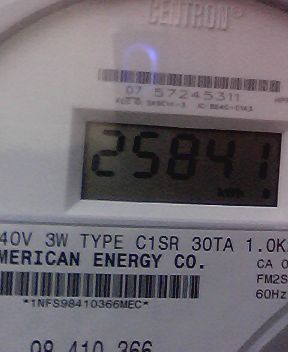 CENTRON®
07 57245311
25841
kWh
40V 3W TYPE C1SR 30TA 1.0K
MERICAN ENERGY CO.
CA 0
FM2S
60Hz
*1NFS98410366MEC*
98 410 366